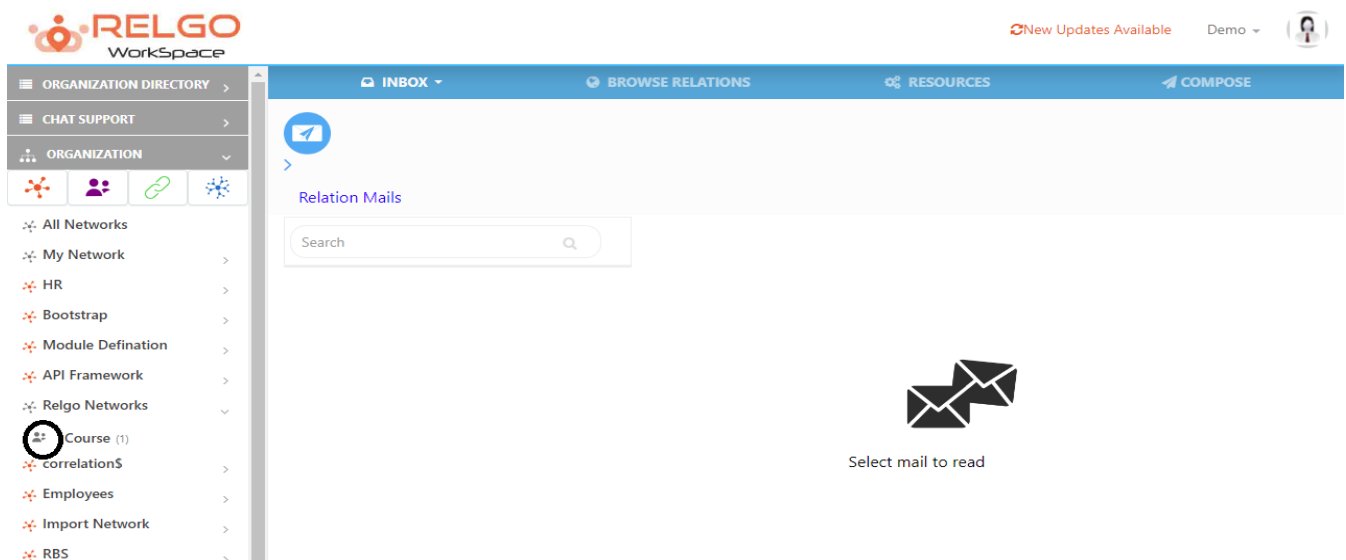 RELGO
WorkSpace
New Updates Available
Demo
ORGANIZATION DIRECTORY
CHAT SUPPORT
ORGANIZATION
All Networks
My Network
HR
Bootstrap
Module Defination
API Framework
Relgo Networks
Course (1)
correlation$
Employees
Import Network
RBS
INBOX
BROWSE RELATIONS
RESOURCES
COMPOSE
Relation Mails
Search
Select mail to read